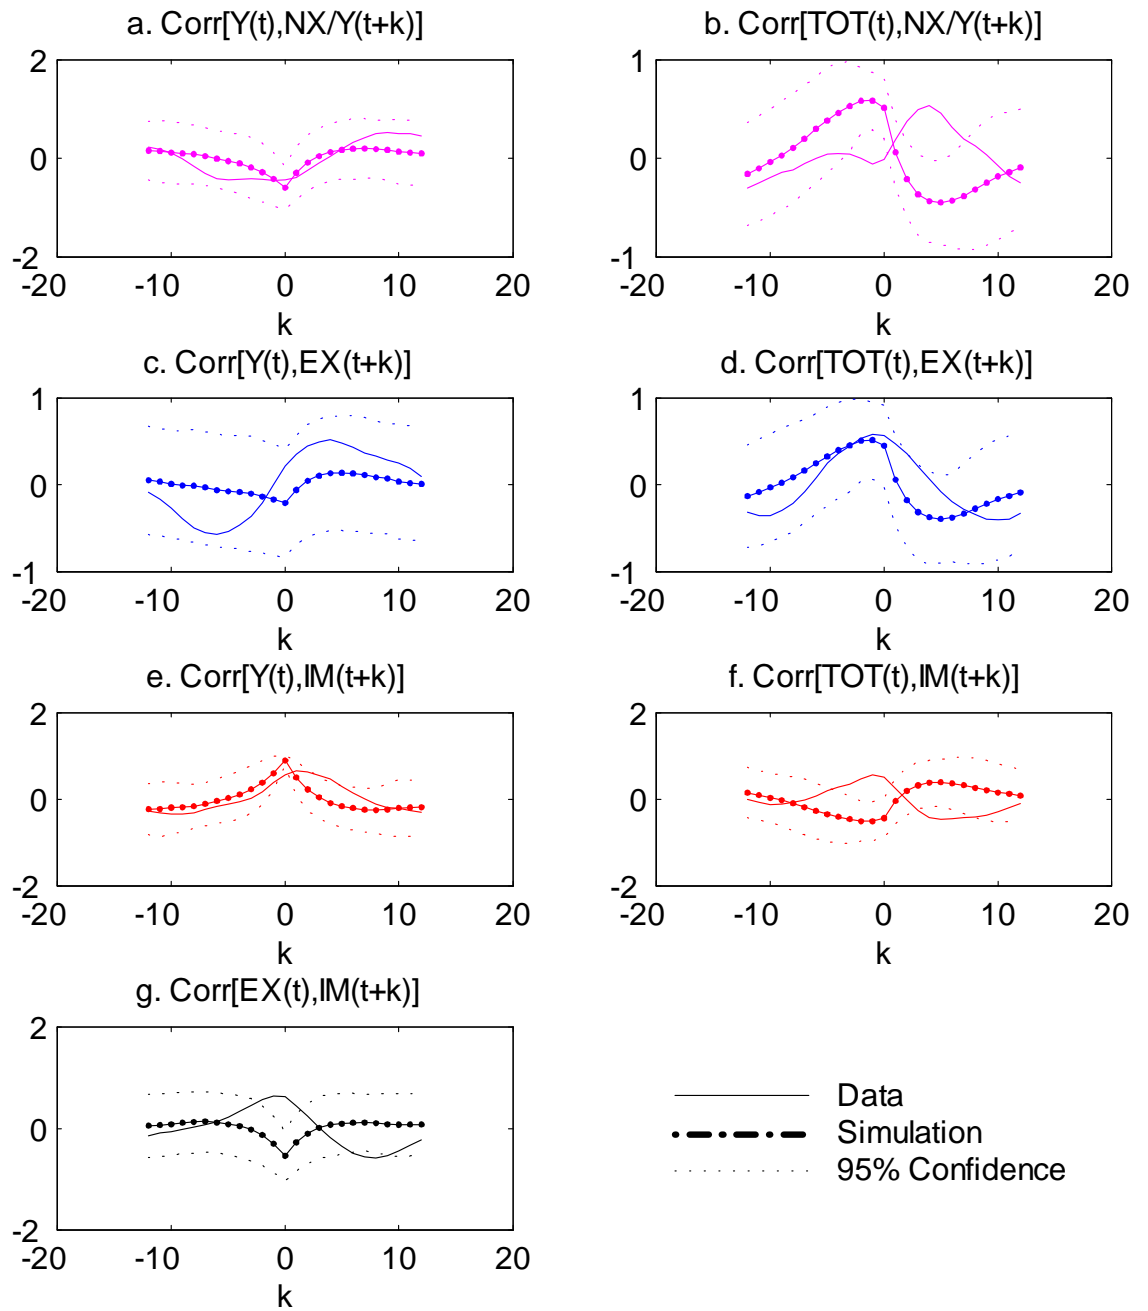 a. Corr[Y(t),NX/Y(t+k)]
2
0
-2
-20 -10 0 10 20
k
b. Corr[TOT(t),NX/Y(t+k)]
1
0
-1
-20 -10 0 10 20
k
c. Corr[Y(t),EX(t+k)]
1
0
-1
-20 -10 0 10 20
k
d. Corr[TOT(t),EX(t+k)]
1
0
-1
-20 -10 0 10 20
k
e. Corr[Y(t),IM(t+k)]
2
0
-2
-20 -10 0 10 20
k
f. Corr[TOT(t),IM(t+k)]
2
0
-2
-20 -10 0 10 20
k
g. Corr[EX(t),IM(t+k)]
2
0
-2
-20 -10 0 10 20
k
Data
Simulation
95% Confidence